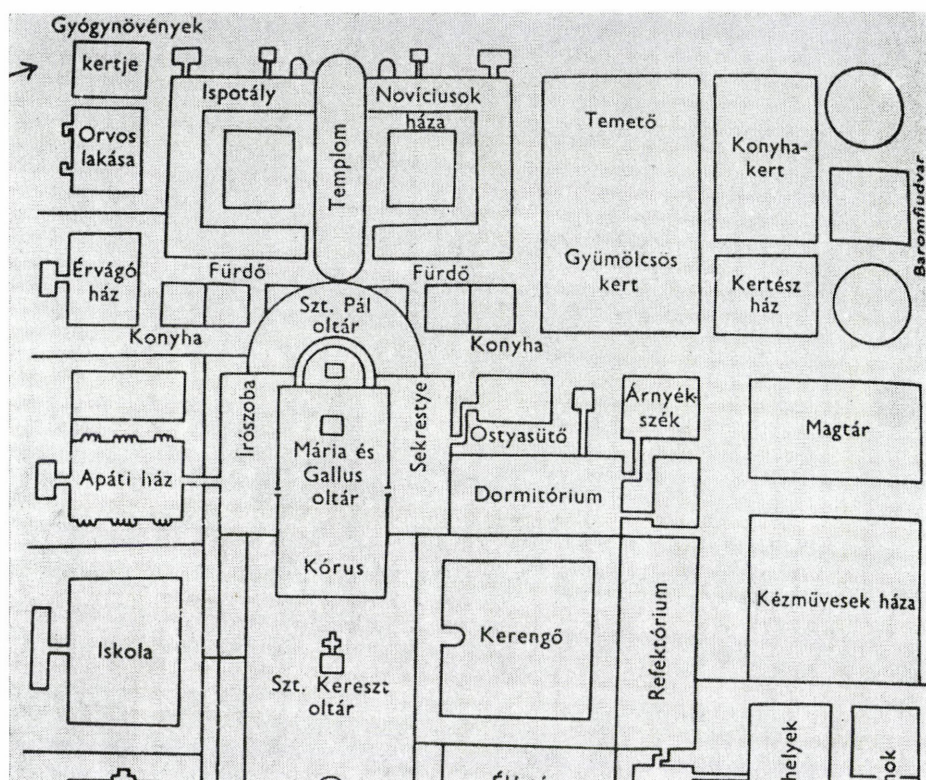 Gyógynövények
kertje
Ispotály
Novíciusok
háza
Temető
Konyha-
kert
Baromfiudvar
Orvos
lakása
Templom
Érvágó
ház
Fürdő
Fürdő
Gyümölcsös
kert
Kertész
ház
Konyha
Szt. Pál
oltár
Konyha
Írószoba
Sekrestye
Ostyasütő
Árnyék-
szék
Magtár
Apáti ház
Mária és
Gallus
oltár
Dormitórium
Kórus
Kerengő
Refektórium
Kézművesek háza
Iskola
Szt. Kereszt
oltár